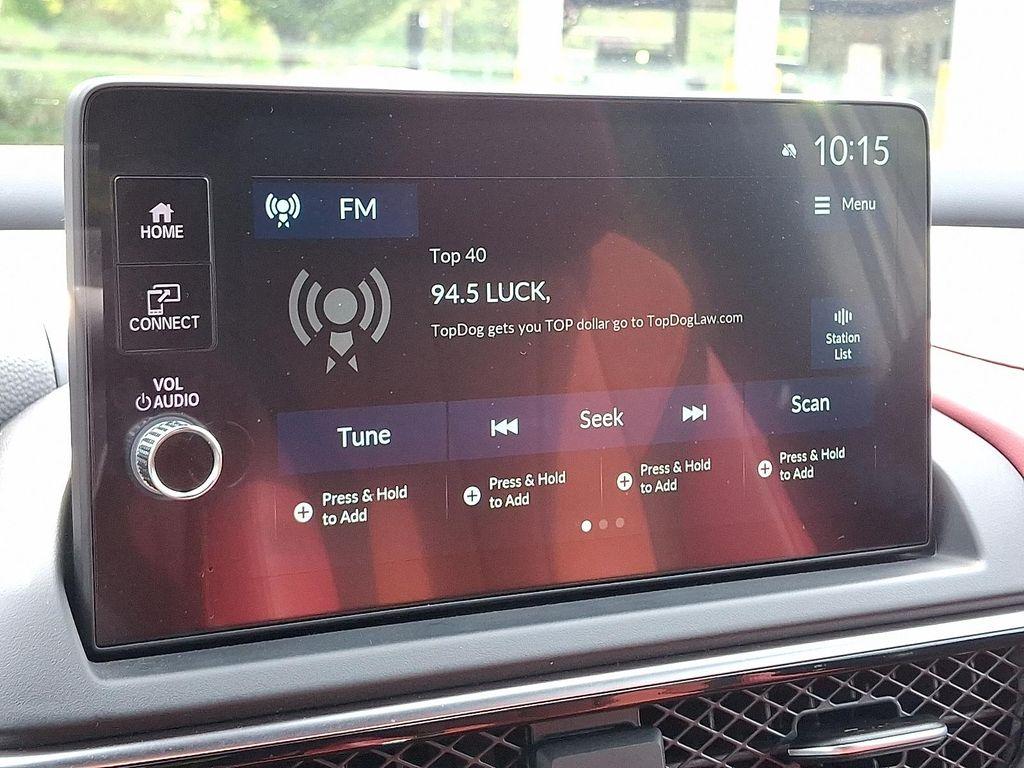 10:15
HOME
FM
Menu
Top 40
94.5 LUCK,
TopDog gets you TOP dollar go to TopDogLaw.com
CONNECT
Station
List
VOL
AUDIO
Tune
Seek
Scan
Press & Hold
to Add
Press & Hold
to Add
Press & Hold
to Add
Press & Hold
to Add